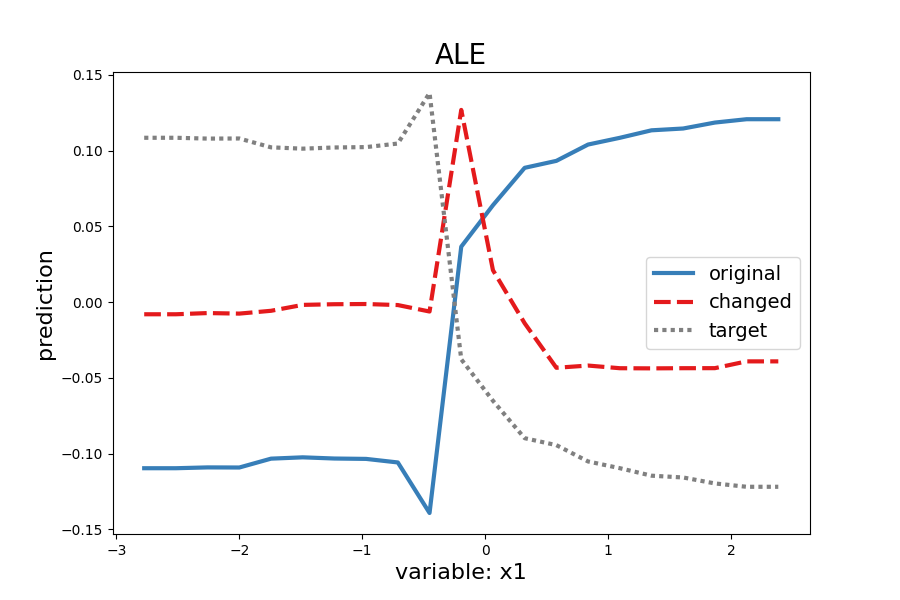 ALE
0.15
0.10
0.05
0.00
−0.05
−0.10
−0.15
prediction
original
changed
target
−3 −2 −1 0 1 2
variable: x1